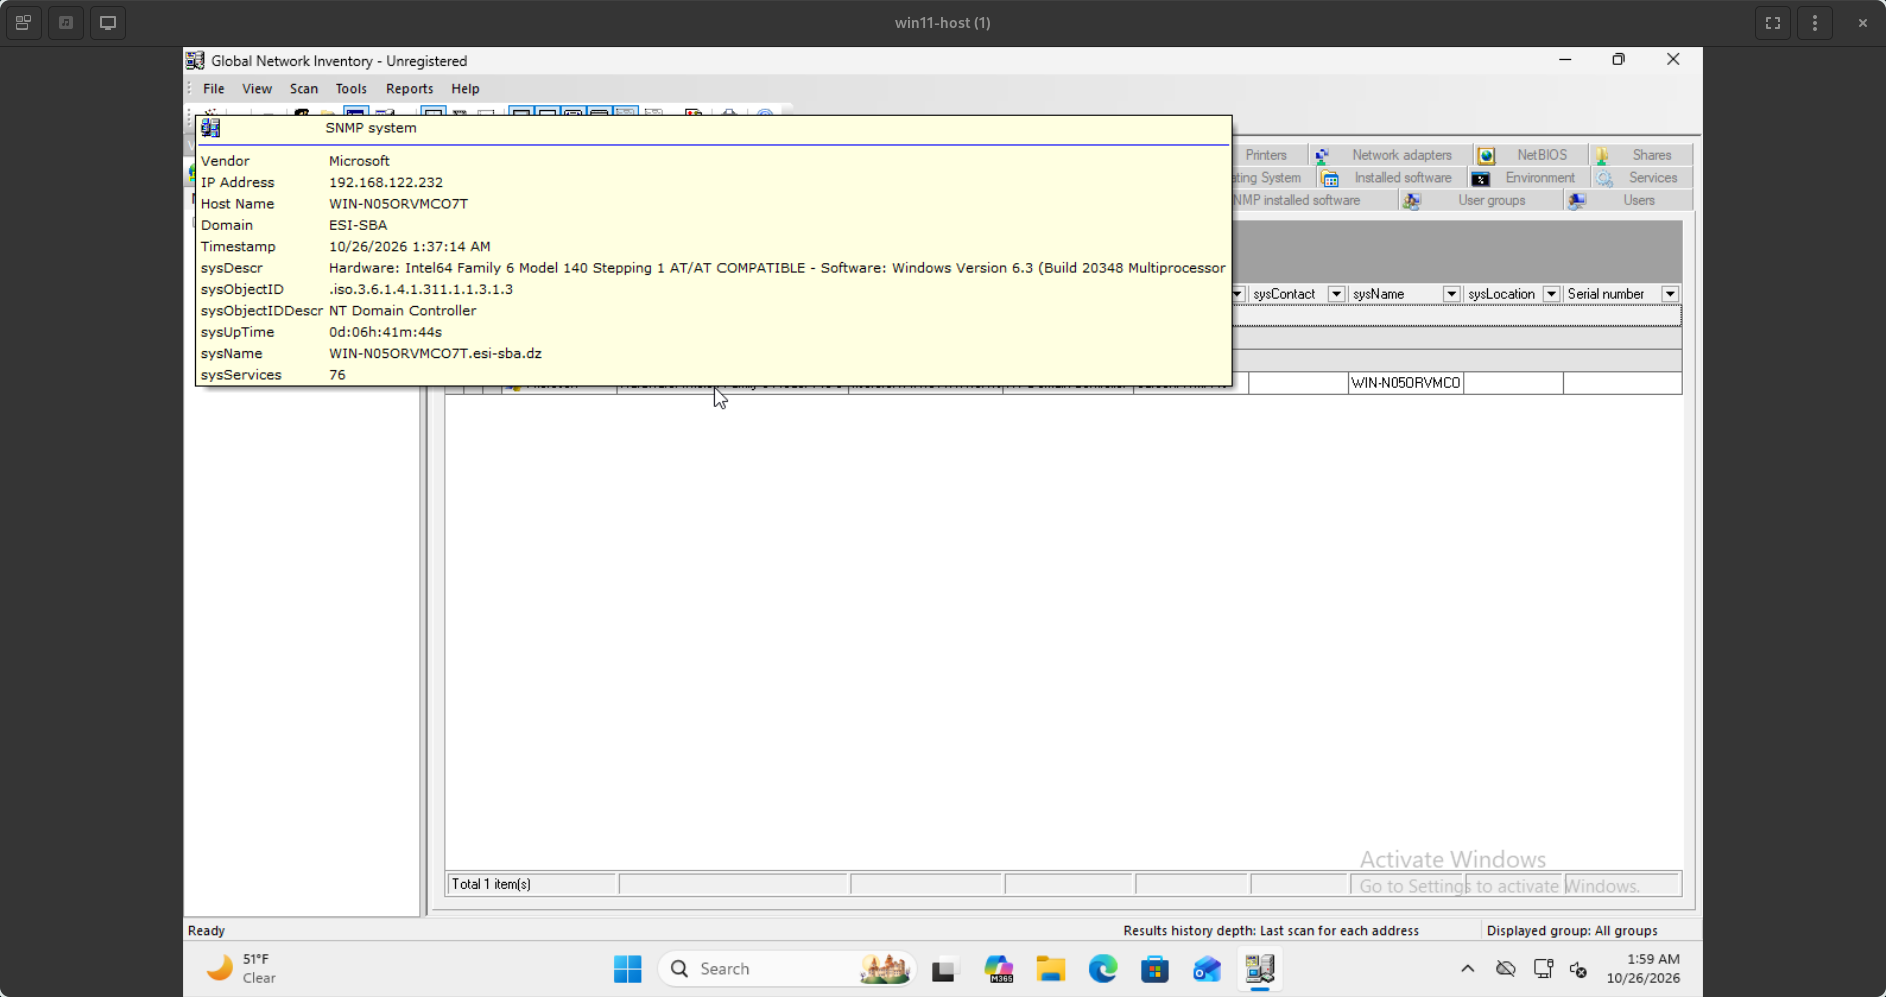 win11-host (1)
Global Network Inventory - Unregistered
File View Scan Tools Reports Help
SNMP system
Vendor Microsoft
IP Address 192.168.122.232
Host Name WIN-N05ORVMCO7T
Domain ESI-SBA
Timestamp 10/26/2026 1:37:14 AM
sysDescr Hardware: Intel64 Family 6 Model 140 Stepping 1 AT/AT COMPATIBLE - Software: Windows Version 6.3 (Build 20348 Multiprocessor
sysObjectID .iso.3.6.1.4.1.311.1.1.3.1.3
sysObjectIDDescr NT Domain Controller
sysUpTime 0d:06h:41m:44s
sysName WIN-N05ORVMCO7T.esi-sba.dz
sysServices 76
Printers Network adapters NetBIOS Shares
ating System Installed software Environment Services
NMP installed software User groups Users
sysContact sysName sysLocation Serial number
WIN-N05ORVMCO
Total 1 item(s)
Activate Windows
Go to Settings to activate Windows.
Ready
Results history depth: Last scan for each address
Displayed group: All groups
51°F
Clear
Search
M365
1:59 AM
10/26/2026